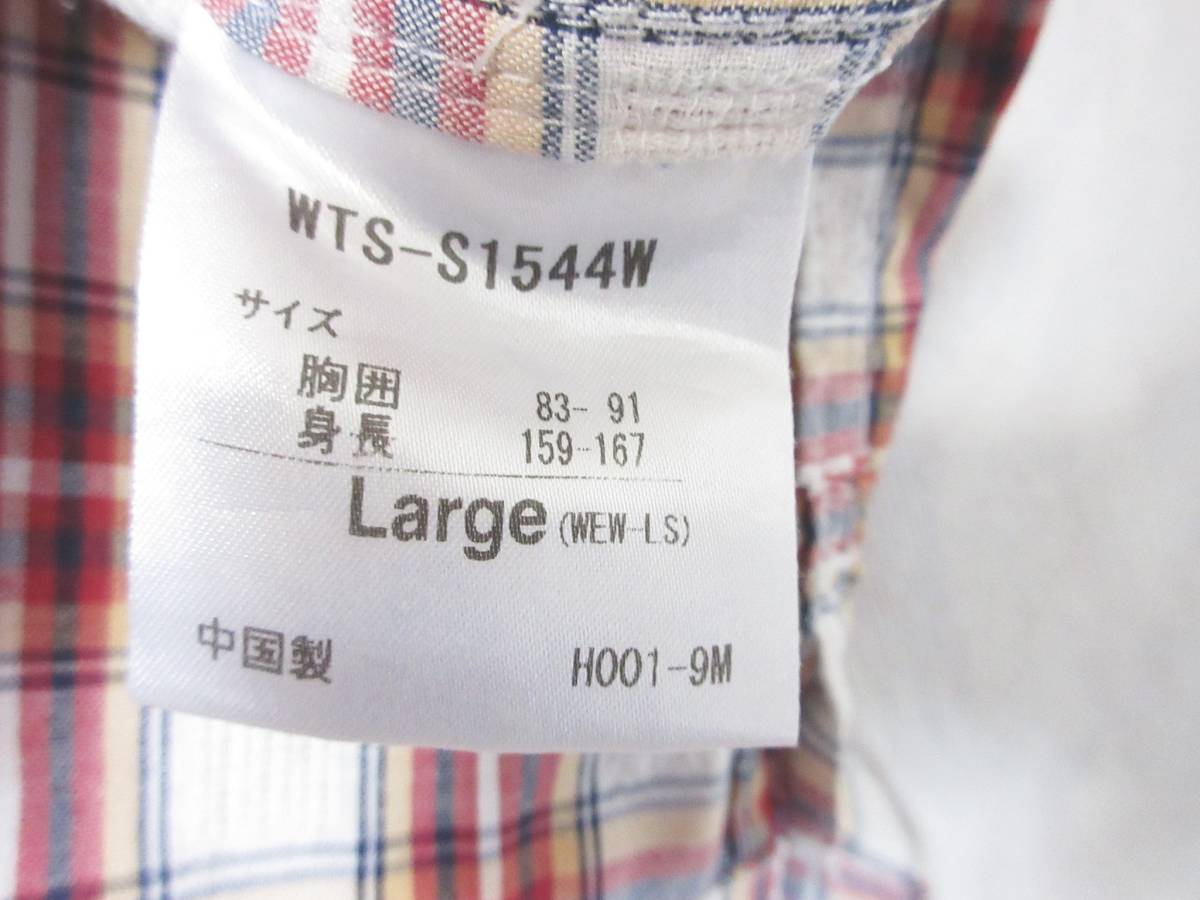 WTS-S1544W
サイズ
胸囲 83- 91
身長 159-167
Large (WEW-LS)
中国製 H001-9M